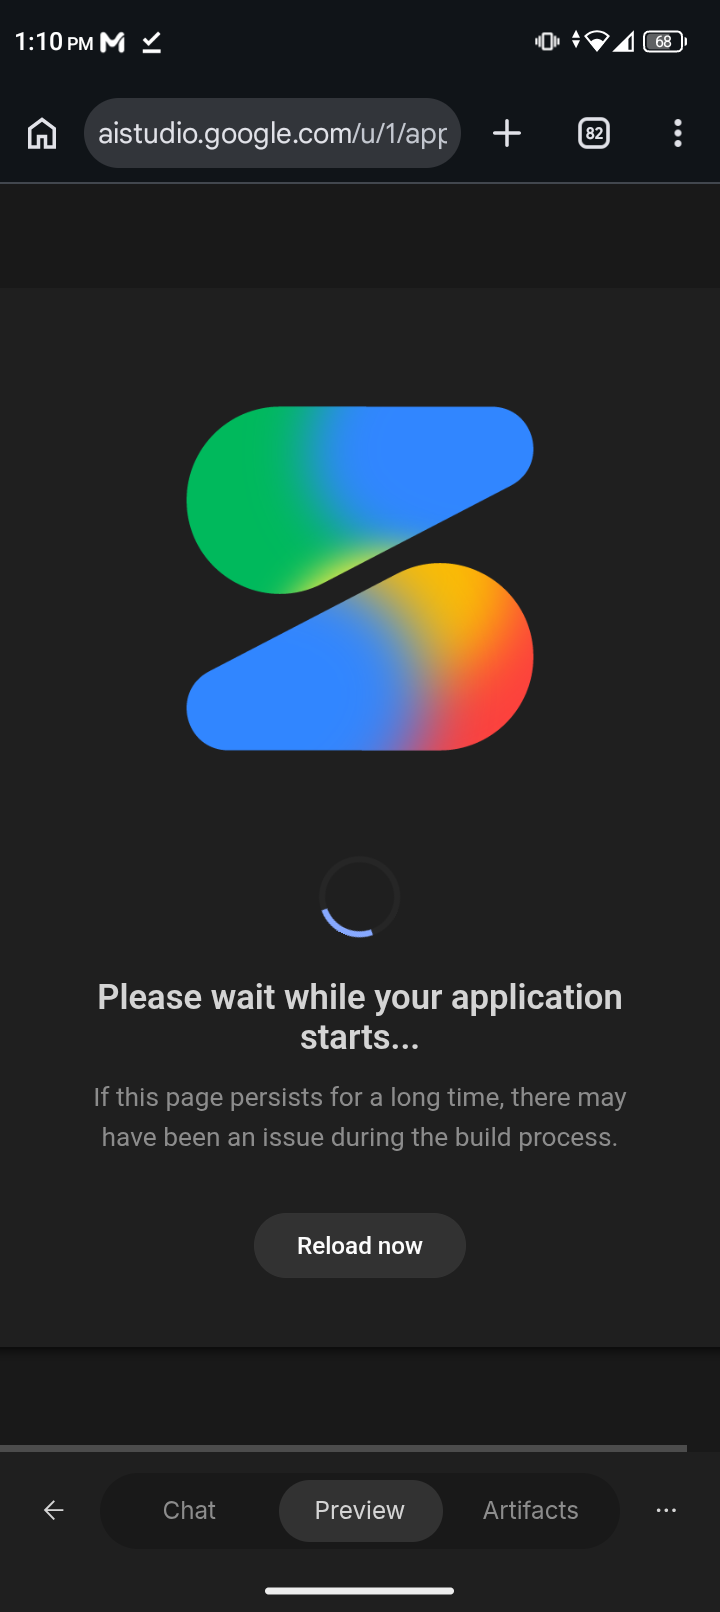 1:10 PM
68
aistudio.google.com/u/1/app
82
Please wait while your application
starts...
If this page persists for a long time, there may
have been an issue during the build process.
Reload now
Chat
Preview
Artifacts